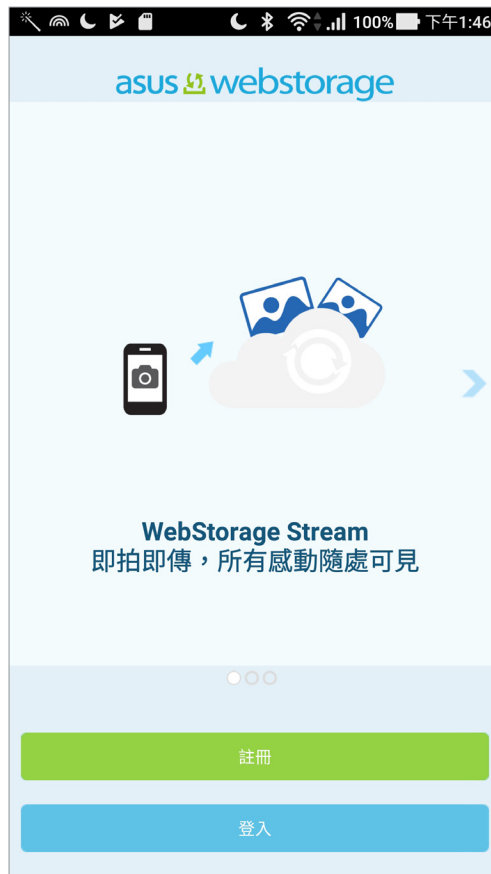 100% 下午1:46
asus webstorage
WebStorage Stream
即拍即傳，所有感動隨處可見
註冊
登入